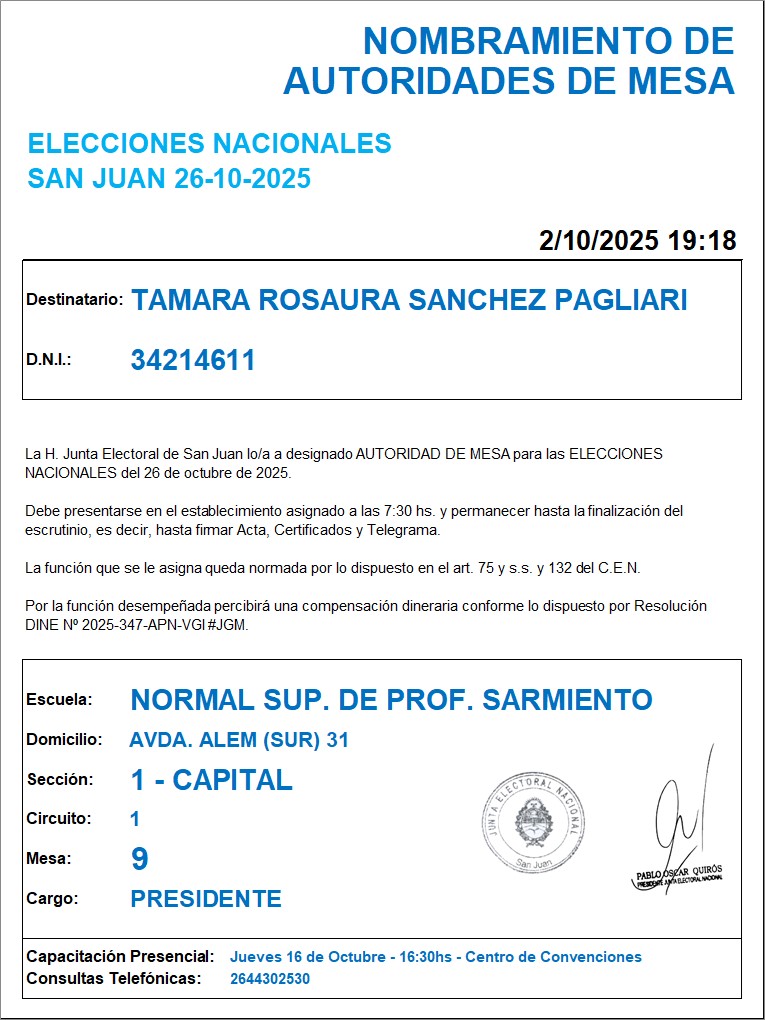 NOMBRAMIENTO DE
AUTORIDADES DE MESA
ELECCIONES NACIONALES
SAN JUAN 26-10-2025
2/10/2025 19:18
Destinatario: TAMARA ROSAURA SANCHEZ PAGLIARI
D.N.I.: 34214611
La H. Junta Electoral de San Juan lo/a a designado AUTORIDAD DE MESA para las ELECCIONES
NACIONALES del 26 de octubre de 2025.
Debe presentarse en el establecimiento asignado a las 7:30 hs. y permanecer hasta la finalización del
escrutinio, es decir, hasta firmar Acta, Certificados y Telegrama.
La función que se le asigna queda normada por lo dispuesto en el art. 75 y s.s. y 132 del C.E.N.
Por la función desempeñada percibirá una compensación dineraria conforme lo dispuesto por Resolución
DINE Nº 2025-347-APN-VGI#JGM.
Escuela: NORMAL SUP. DE PROF. SARMIENTO
Domicilio: AVDA. ALEM (SUR) 31
Sección: 1 - CAPITAL
Circuito: 1
Mesa: 9
Cargo: PRESIDENTE
JUNTA ELECTORAL NACIONAL
San Juan
PABLO OSCAR QUIRÓS
PRESIDENTE JUNTA ELECTORAL NACIONAL
Capacitación Presencial: Jueves 16 de Octubre - 16:30hs - Centro de Convenciones
Consultas Telefónicas: 2644302530